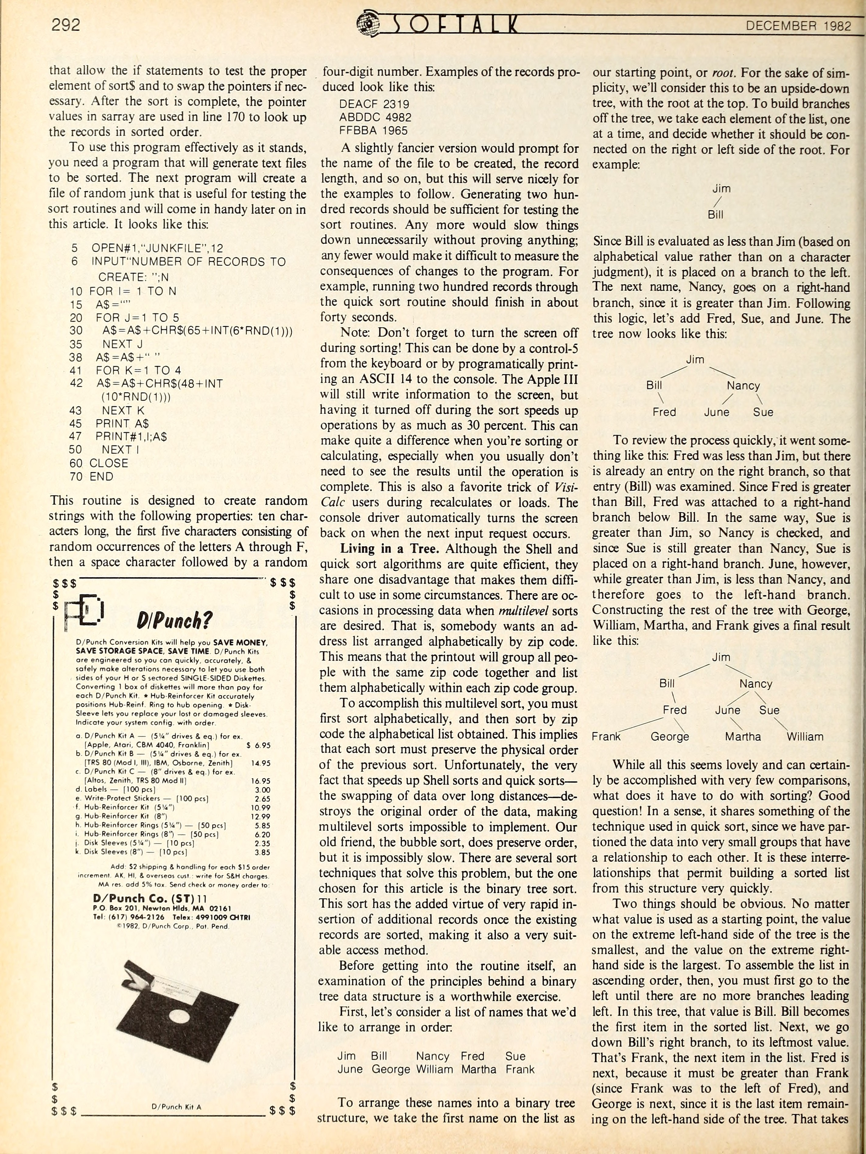 292
SOFTALK
DECEMBER 1982
that allow the if statements to test the proper
element of sort$ and to swap the pointers if nec-
essary. After the sort is complete, the pointer
values in sarray are used in line 170 to look up
the records in sorted order.
To use this program effectively as it stands,
you need a program that will generate text files
to be sorted. The next program will create a
file of random junk that is useful for testing the
sort routines and will come in handy later on in
this article. It looks like this:
5 OPEN#1,"JUNKFILE",12
6 INPUT"NUMBER OF RECORDS TO
CREATE: ";N
10 FOR I= 1 TO N
15 A$=""
20 FOR J=1 TO 5
30 A$=A$+CHR$(65+INT(6*RND(1)))
35 NEXT J
38 A$=A$+" "
41 FOR K=1 TO 4
42 A$=A$+CHR$(48+INT
(10*RND(1)))
43 NEXT K
45 PRINT A$
47 PRINT#1,I;A$
50 NEXT I
60 CLOSE
70 END
This routine is designed to create random
strings with the following properties: ten char-
acters long, the first five characters consisting of
random occurrences of the letters A through F,
then a space character followed by a random
$$$ $$$
$ $
$ $
D/Punch?
D/Punch Conversion Kits will help you SAVE MONEY,
SAVE STORAGE SPACE, SAVE TIME. D/Punch Kits
are engineered so you can quickly, accurately, &
safely make alterations necessary to let you use both
sides of your H or S sectored SINGLE-SIDED Diskettes.
Converting 1 box of diskettes will more than pay for
each D/Punch Kit. • Hub-Reinforcer Kit accurately
positions Hub-Reinf. Ring to hub opening. • Disk-
Sleeve lets you replace your lost or damaged sleeves.
Indicate your system config. with order.
a. D/Punch Kit A — (5¼" drives & eq.) for ex.
[Apple, Atari, CBM 4040, Franklin] $ 6.95
b. D/Punch Kit B — (5¼" drives & eq.) for ex.
[TRS 80 (Mod I, III), IBM, Osborne, Zenith] 14.95
c. D/Punch Kit C — (8" drives & eq.) for ex.
[Altos, Zenith, TRS 80 Mod II] 16.95
d. Labels — [100 pcs] 3.00
e. Write-Protect Stickers — [100 pcs] 2.65
f. Hub-Reinforcer Kit (5¼") 10.99
g. Hub-Reinforcer Kit (8") 12.99
h. Hub-Reinforcer Rings (5¼") — [50 pcs] 5.85
i. Hub-Reinforcer Rings (8") — [50 pcs] 6.20
j. Disk Sleeves (5¼") — [10 pcs] 2.35
k. Disk Sleeves (8") — [10 pcs] 3.85
Add: $2 shipping & handling for each $15 order
increment. AK, HI, & overseas cust.: write for S&H charges.
MA res. add 5% tax. Send check or money order to:
D/Punch Co. (ST) 11
P.O. Box 201, Newton Hlds, MA 02161
Tel: (617) 964-2126 Telex: 4991009 CHTRI
©1982, D/Punch Corp., Pat. Pend.
$ $
$ $
D/Punch Kit A
$$$ $$$
four-digit number. Examples of the records pro-
duced look like this:
DEACF 2319
ABDDC 4982
FFBBA 1965
A slightly fancier version would prompt for
the name of the file to be created, the record
length, and so on, but this will serve nicely for
the examples to follow. Generating two hun-
dred records should be sufficient for testing the
sort routines. Any more would slow things
down unnecessarily without proving anything;
any fewer would make it difficult to measure the
consequences of changes to the program. For
example, running two hundred records through
the quick sort routine should finish in about
forty seconds.
Note: Don't forget to turn the screen off
during sorting! This can be done by a control-5
from the keyboard or by programatically print-
ing an ASCII 14 to the console. The Apple III
will still write information to the screen, but
having it turned off during the sort speeds up
operations by as much as 30 percent. This can
make quite a difference when you're sorting or
calculating, especially when you usually don't
need to see the results until the operation is
complete. This is also a favorite trick of Visi-
Calc users during recalculates or loads. The
console driver automatically turns the screen
back on when the next input request occurs.
Living in a Tree. Although the Shell and
quick sort algorithms are quite efficient, they
share one disadvantage that makes them diffi-
cult to use in some circumstances. There are oc-
casions in processing data when multilevel sorts
are desired. That is, somebody wants an ad-
dress list arranged alphabetically by zip code.
This means that the printout will group all peo-
ple with the same zip code together and list
them alphabetically within each zip code group.
To accomplish this multilevel sort, you must
first sort alphabetically, and then sort by zip
code the alphabetical list obtained. This implies
that each sort must preserve the physical order
of the previous sort. Unfortunately, the very
fact that speeds up Shell sorts and quick sorts—
the swapping of data over long distances—de-
stroys the original order of the data, making
multilevel sorts impossible to implement. Our
old friend, the bubble sort, does preserve order,
but it is impossibly slow. There are several sort
techniques that solve this problem, but the one
chosen for this article is the binary tree sort.
This sort has the added virtue of very rapid in-
sertion of additional records once the existing
records are sorted, making it also a very suit-
able access method.
Before getting into the routine itself, an
examination of the principles behind a binary
tree data structure is a worthwhile exercise.
First, let's consider a list of names that we'd
like to arrange in order:
Jim Bill Nancy Fred Sue
June George William Martha Frank
To arrange these names into a binary tree
structure, we take the first name on the list as
our starting point, or root. For the sake of sim-
plicity, we'll consider this to be an upside-down
tree, with the root at the top. To build branches
off the tree, we take each element of the list, one
at a time, and decide whether it should be con-
nected on the right or left side of the root. For
example:
Jim
Bill
Since Bill is evaluated as less than Jim (based on
alphabetical value rather than on a character
judgment), it is placed on a branch to the left.
The next name, Nancy, goes on a right-hand
branch, since it is greater than Jim. Following
this logic, let's add Fred, Sue, and June. The
tree now looks like this:
Jim
Bill Nancy
Fred June Sue
To review the process quickly, it went some-
thing like this: Fred was less than Jim, but there
is already an entry on the right branch, so that
entry (Bill) was examined. Since Fred is greater
than Bill, Fred was attached to a right-hand
branch below Bill. In the same way, Sue is
greater than Jim, so Nancy is checked, and
since Sue is still greater than Nancy, Sue is
placed on a right-hand branch. June, however,
while greater than Jim, is less than Nancy, and
therefore goes to the left-hand branch.
Constructing the rest of the tree with George,
William, Martha, and Frank gives a final result
like this:
Jim
Bill Nancy
Fred June Sue
Frank George Martha William
While all this seems lovely and can certain-
ly be accomplished with very few comparisons,
what does it have to do with sorting? Good
question! In a sense, it shares something of the
technique used in quick sort, since we have par-
tioned the data into very small groups that have
a relationship to each other. It is these interre-
lationships that permit building a sorted list
from this structure very quickly.
Two things should be obvious. No matter
what value is used as a starting point, the value
on the extreme left-hand side of the tree is the
smallest, and the value on the extreme right-
hand side is the largest. To assemble the list in
ascending order, then, you must first go to the
left until there are no more branches leading
left. In this tree, that value is Bill. Bill becomes
the first item in the sorted list. Next, we go
down Bill's right branch, to its leftmost value.
That's Frank, the next item in the list. Fred is
next, because it must be greater than Frank
(since Frank was to the left of Fred), and
George is next, since it is the last item remain-
ing on the left-hand side of the tree. That takes